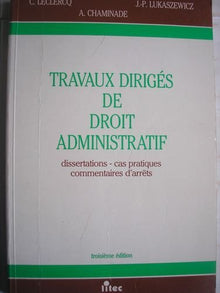 C. LECLERCQ
J.-P. LUKASZEWICZ
A. CHAMINADE
TRAVAUX DIRIGÉS
DE
DROIT
ADMINISTRATIF
dissertations - cas pratiques
commentaires d'arrêts
troisième édition
litec